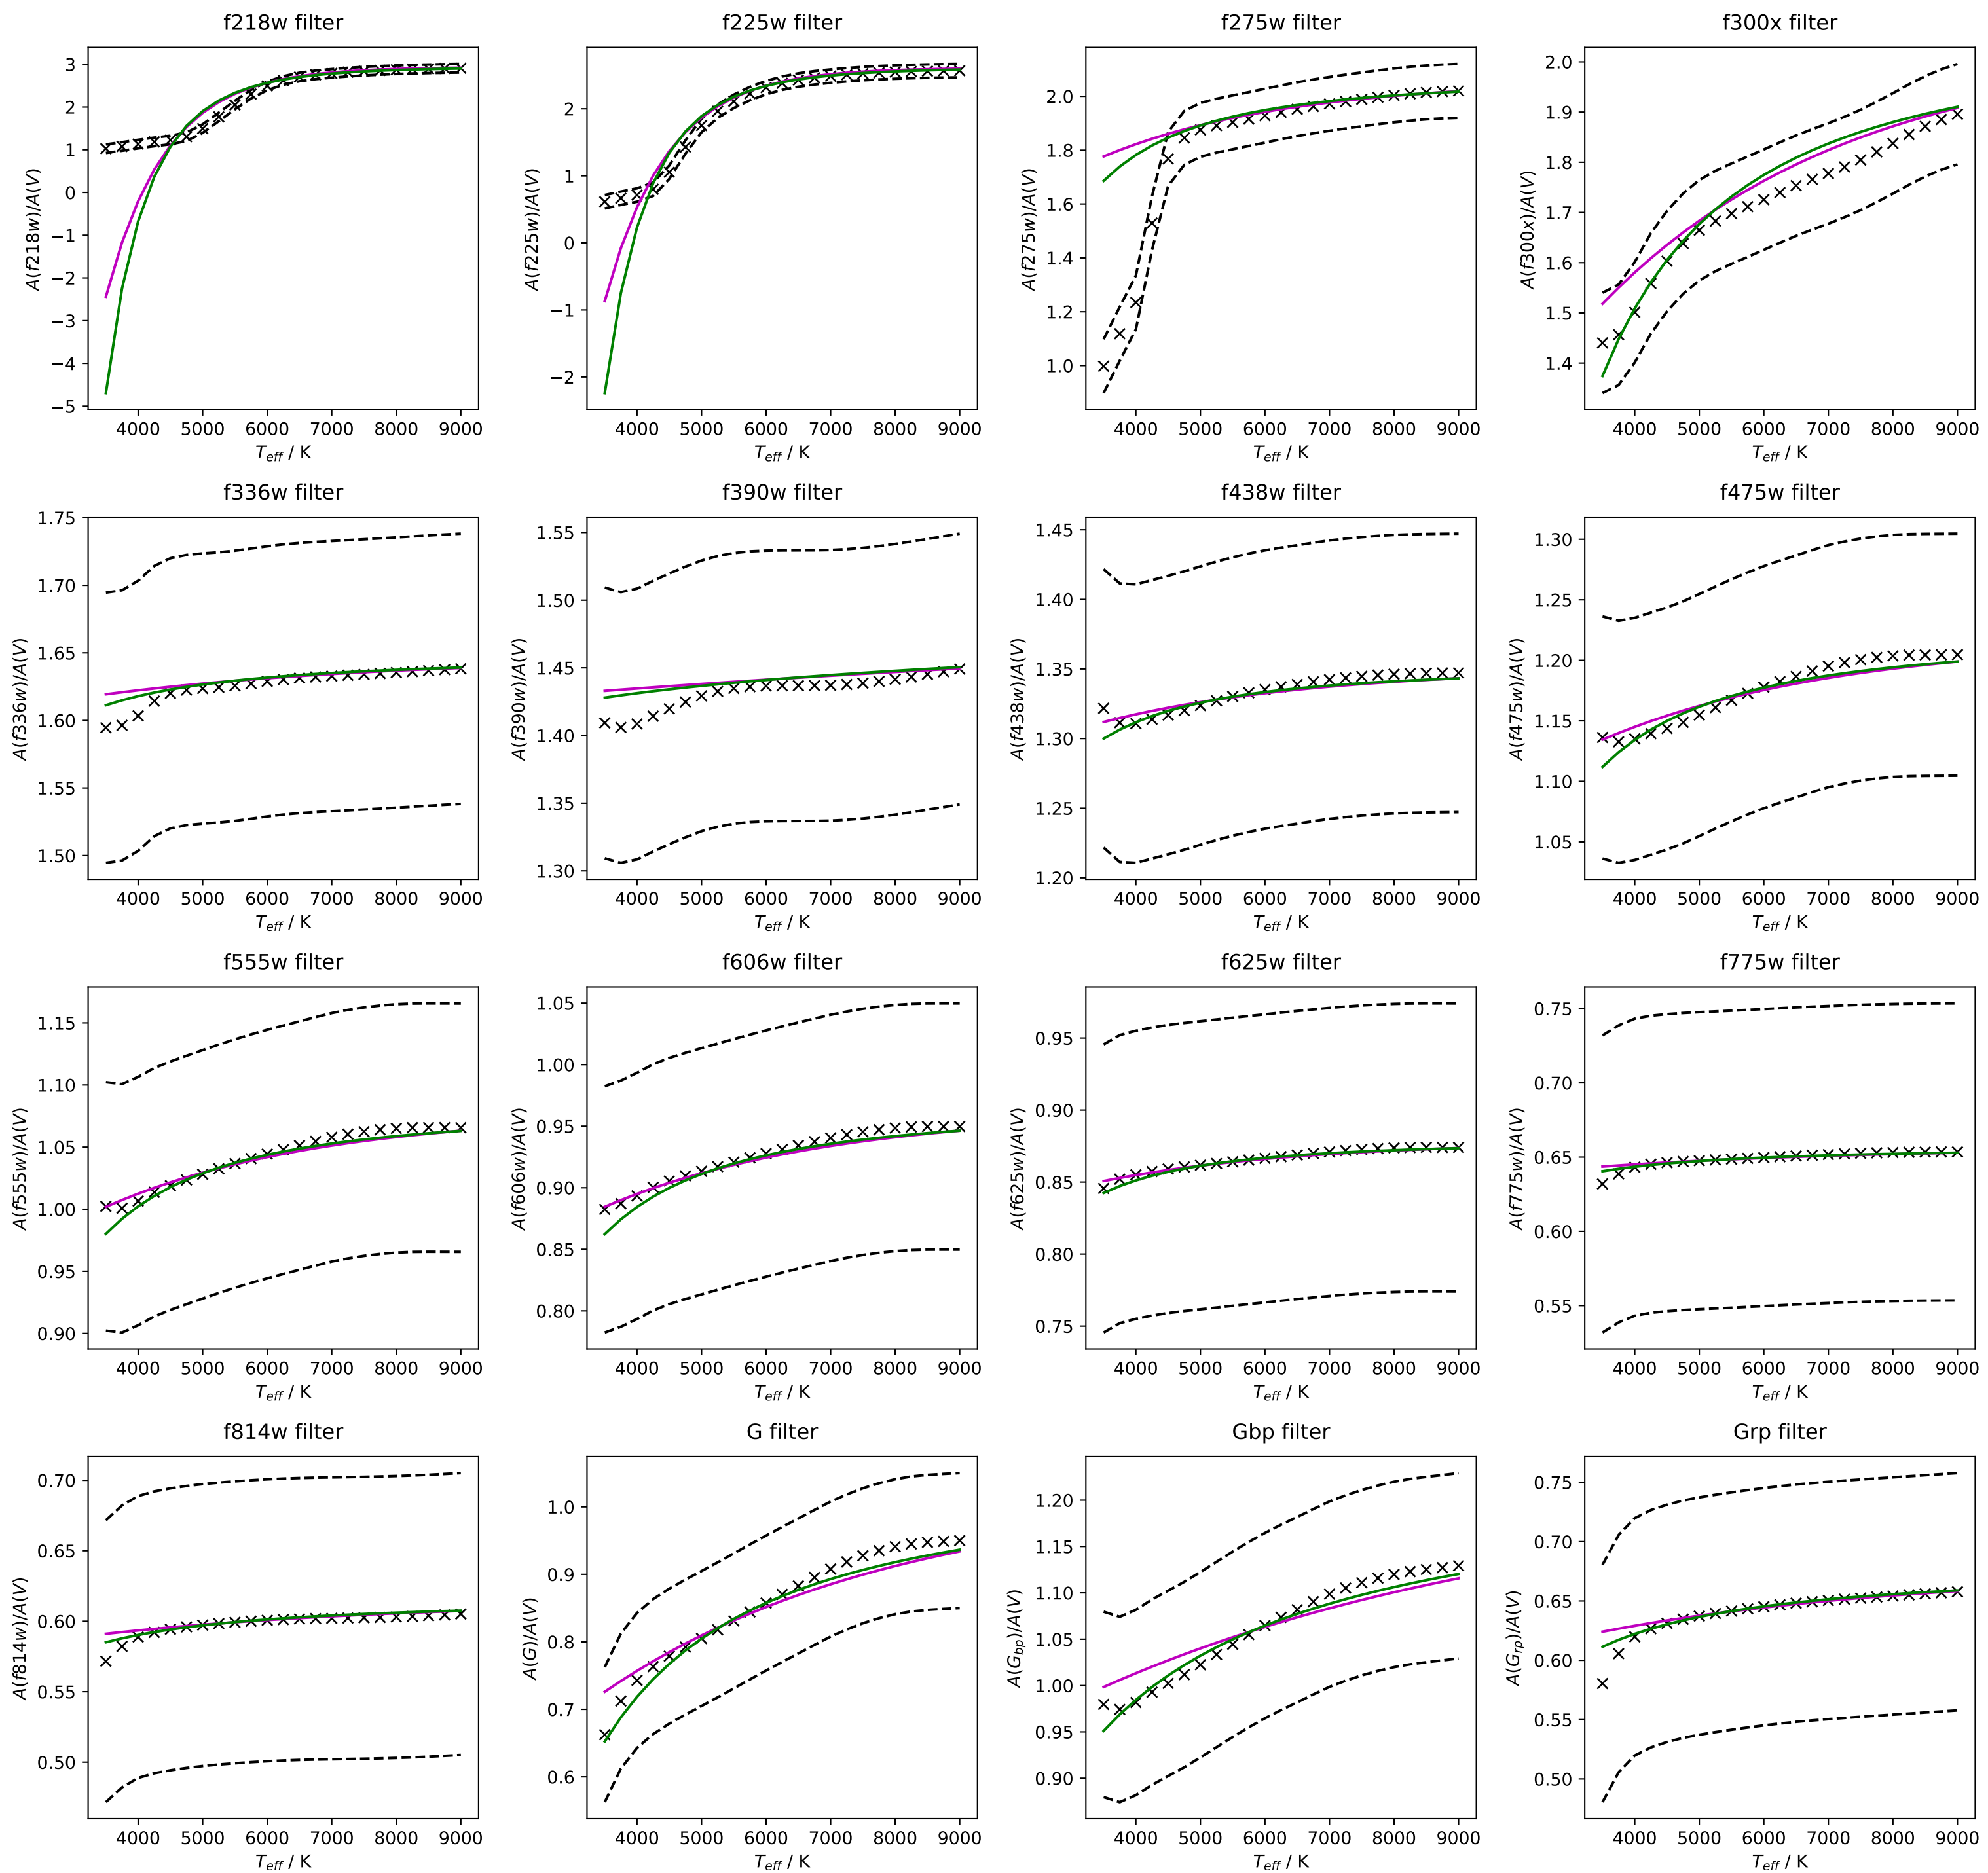 f218w filter
A(f218w)/A(V)
3
2
1
0
−1
−2
−3
−4
−5
4000 5000 6000 7000 8000 9000
T_eff / K
f225w filter
A(f225w)/A(V)
2
1
0
−1
−2
4000 5000 6000 7000 8000 9000
T_eff / K
f275w filter
A(f275w)/A(V)
2.0
1.8
1.6
1.4
1.2
1.0
4000 5000 6000 7000 8000 9000
T_eff / K
f300x filter
A(f300x)/A(V)
2.0
1.9
1.8
1.7
1.6
1.5
1.4
4000 5000 6000 7000 8000 9000
T_eff / K
f336w filter
A(f336w)/A(V)
1.75
1.70
1.65
1.60
1.55
1.50
4000 5000 6000 7000 8000 9000
T_eff / K
f390w filter
A(f390w)/A(V)
1.55
1.50
1.45
1.40
1.35
1.30
4000 5000 6000 7000 8000 9000
T_eff / K
f438w filter
A(f438w)/A(V)
1.45
1.40
1.35
1.30
1.25
1.20
4000 5000 6000 7000 8000 9000
T_eff / K
f475w filter
A(f475w)/A(V)
1.30
1.25
1.20
1.15
1.10
1.05
4000 5000 6000 7000 8000 9000
T_eff / K
f555w filter
A(f555w)/A(V)
1.15
1.10
1.05
1.00
0.95
0.90
4000 5000 6000 7000 8000 9000
T_eff / K
f606w filter
A(f606w)/A(V)
1.05
1.00
0.95
0.90
0.85
0.80
4000 5000 6000 7000 8000 9000
T_eff / K
f625w filter
A(f625w)/A(V)
0.95
0.90
0.85
0.80
0.75
4000 5000 6000 7000 8000 9000
T_eff / K
f775w filter
A(f775w)/A(V)
0.75
0.70
0.65
0.60
0.55
4000 5000 6000 7000 8000 9000
T_eff / K
f814w filter
A(f814w)/A(V)
0.70
0.65
0.60
0.55
0.50
4000 5000 6000 7000 8000 9000
T_eff / K
G filter
A(G)/A(V)
1.0
0.9
0.8
0.7
0.6
4000 5000 6000 7000 8000 9000
T_eff / K
Gbp filter
A(G_bp)/A(V)
1.20
1.15
1.10
1.05
1.00
0.95
0.90
4000 5000 6000 7000 8000 9000
T_eff / K
Grp filter
A(G_rp)/A(V)
0.75
0.70
0.65
0.60
0.55
0.50
4000 5000 6000 7000 8000 9000
T_eff / K